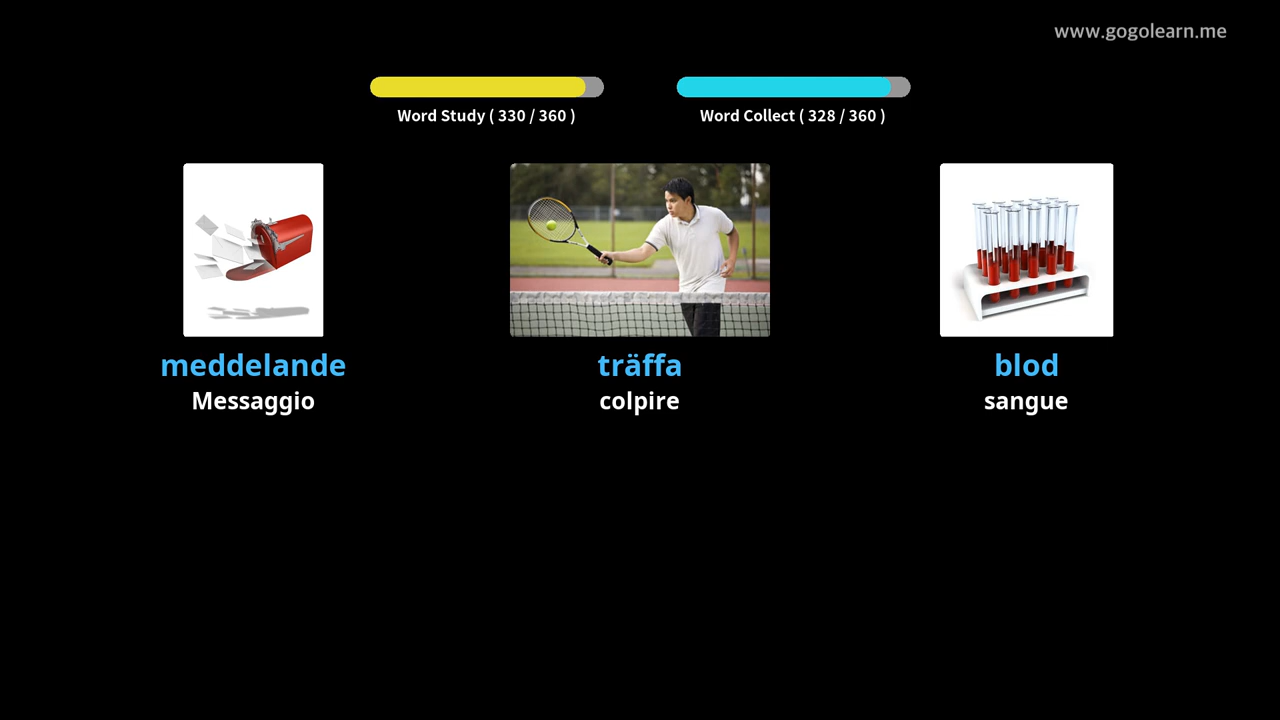 www.gogolearn.me
Word Study ( 330 / 360 )
Word Collect ( 328 / 360 )
meddelande
träffa
blod
Messaggio
colpire
sangue